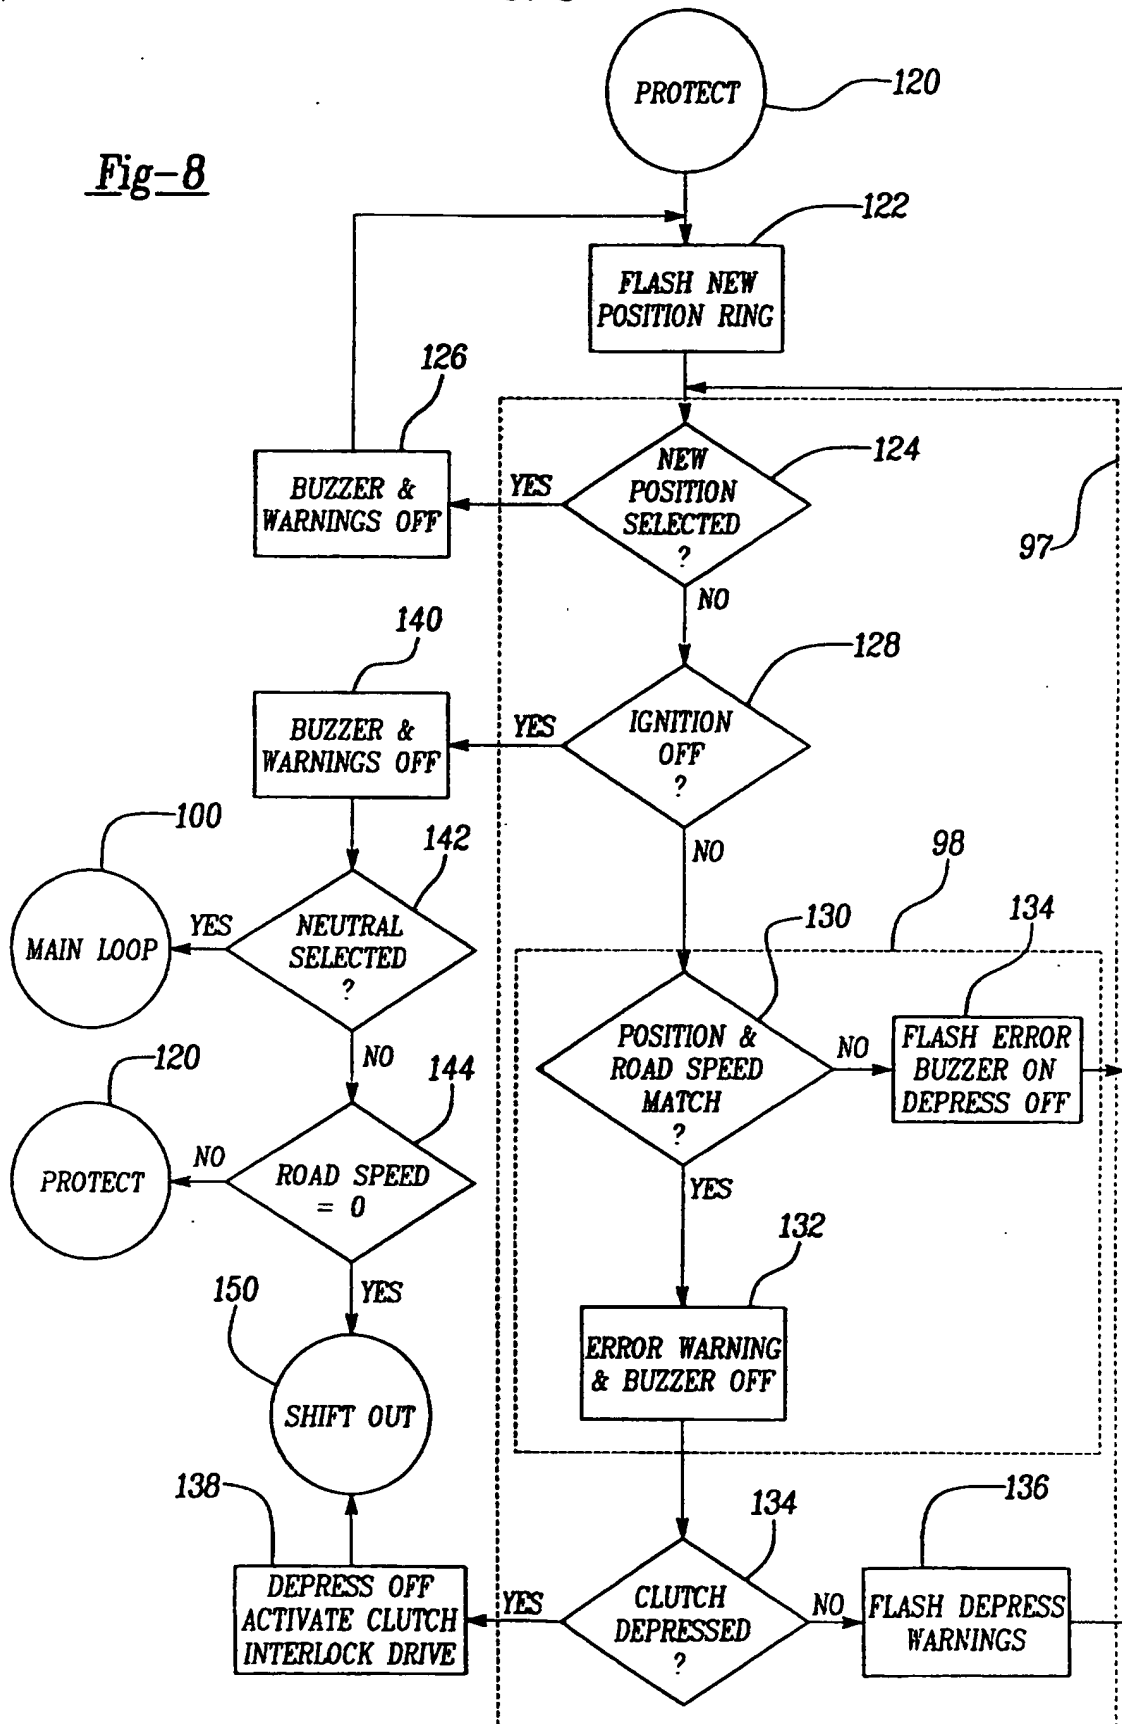 PROTECT
120
Fig-8
122
FLASH NEW
POSITION RING
126
BUZZER &
WARNINGS OFF
YES
NEW
POSITION
SELECTED
?
124
97
NO
140
BUZZER &
WARNINGS OFF
YES
IGNITION
OFF
?
128
NO
100
MAIN LOOP
YES
142
NEUTRAL
SELECTED
?
NO
98
130
POSITION &
ROAD SPEED
MATCH
?
NO
134
FLASH ERROR
BUZZER ON
DEPRESS OFF
YES
120
PROTECT
NO
144
ROAD SPEED
= 0
YES
132
ERROR WARNING
& BUZZER OFF
150
SHIFT OUT
138
DEPRESS OFF
ACTIVATE CLUTCH
INTERLOCK DRIVE
YES
134
CLUTCH
DEPRESSED
?
NO
136
FLASH DEPRESS
WARNINGS